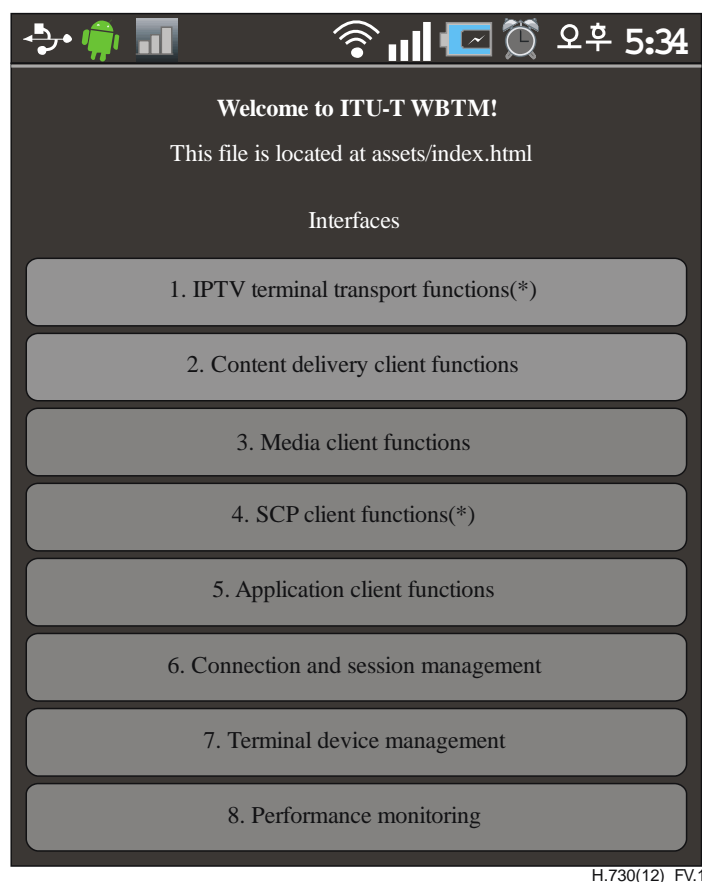 오후 5:34
Welcome to ITU-T WBTM!
This file is located at assets/index.html
Interfaces
1. IPTV terminal transport functions(*)
2. Content delivery client functions
3. Media client functions
4. SCP client functions(*)
5. Application client functions
6. Connection and session management
7. Terminal device management
8. Performance monitoring
H.730(12)_FV.1